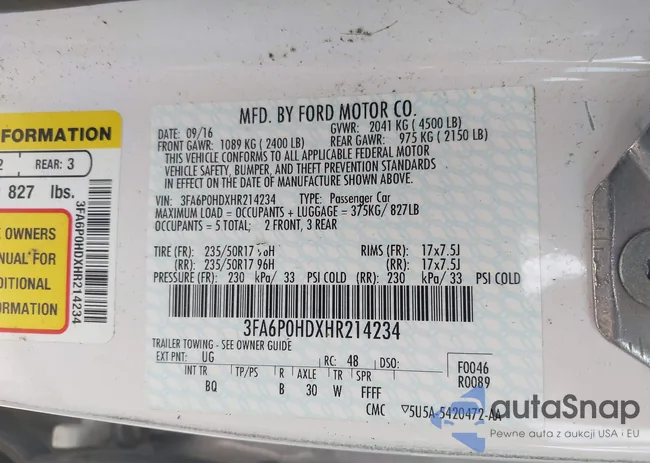 FORMATION
2
REAR: 3
827 lbs.
E OWNERS
ANUAL FOR
DITIONAL
RMATION
3FA6P0HDXHR214234
MFD. BY FORD MOTOR CO.
09/16 GVWR: 2041 KG ( 4500 LB)
FRONT GAWR: 1089 KG ( 2400 LB) REAR GAWR: 975 KG ( 2150 LB)
THIS VEHICLE CONFORMS TO ALL APPLICABLE FEDERAL MOTOR
VEHICLE SAFETY, BUMPER, AND THEFT PREVENTION STANDARDS
IN EFFECT ON THE DATE OF MANUFACTURE SHOWN ABOVE.
VIN: 3FA6P0HDXHR214234 TYPE: Passenger Car
MAXIMUM LOAD = OCCUPANTS + LUGGAGE = 375KG/ 827LB
OCCUPANTS = 5 TOTAL; 2 FRONT, 3 REAR
TIRE (FR): 235/50R17 RIMS (FR): 17x7.5J
(RR): 235/50R17 96H (RR): 17x7.5J
PRESSURE (FR): 230 kPa/ 33 PSI COLD (RR): 230 kPa/ 33 PSI COLD
3FA6P0HDXHR214234
TRAILER TOWING - SEE OWNER GUIDE
EXT PNT: UG RC: 48 DSO: F0046
INT TR TP/PS R AXLE TR SPR R0089
BQ B 30 W FFFF
CMC 5U5A-5420472-AA
autoSnap
Pewne auto z aukcji USA i EU